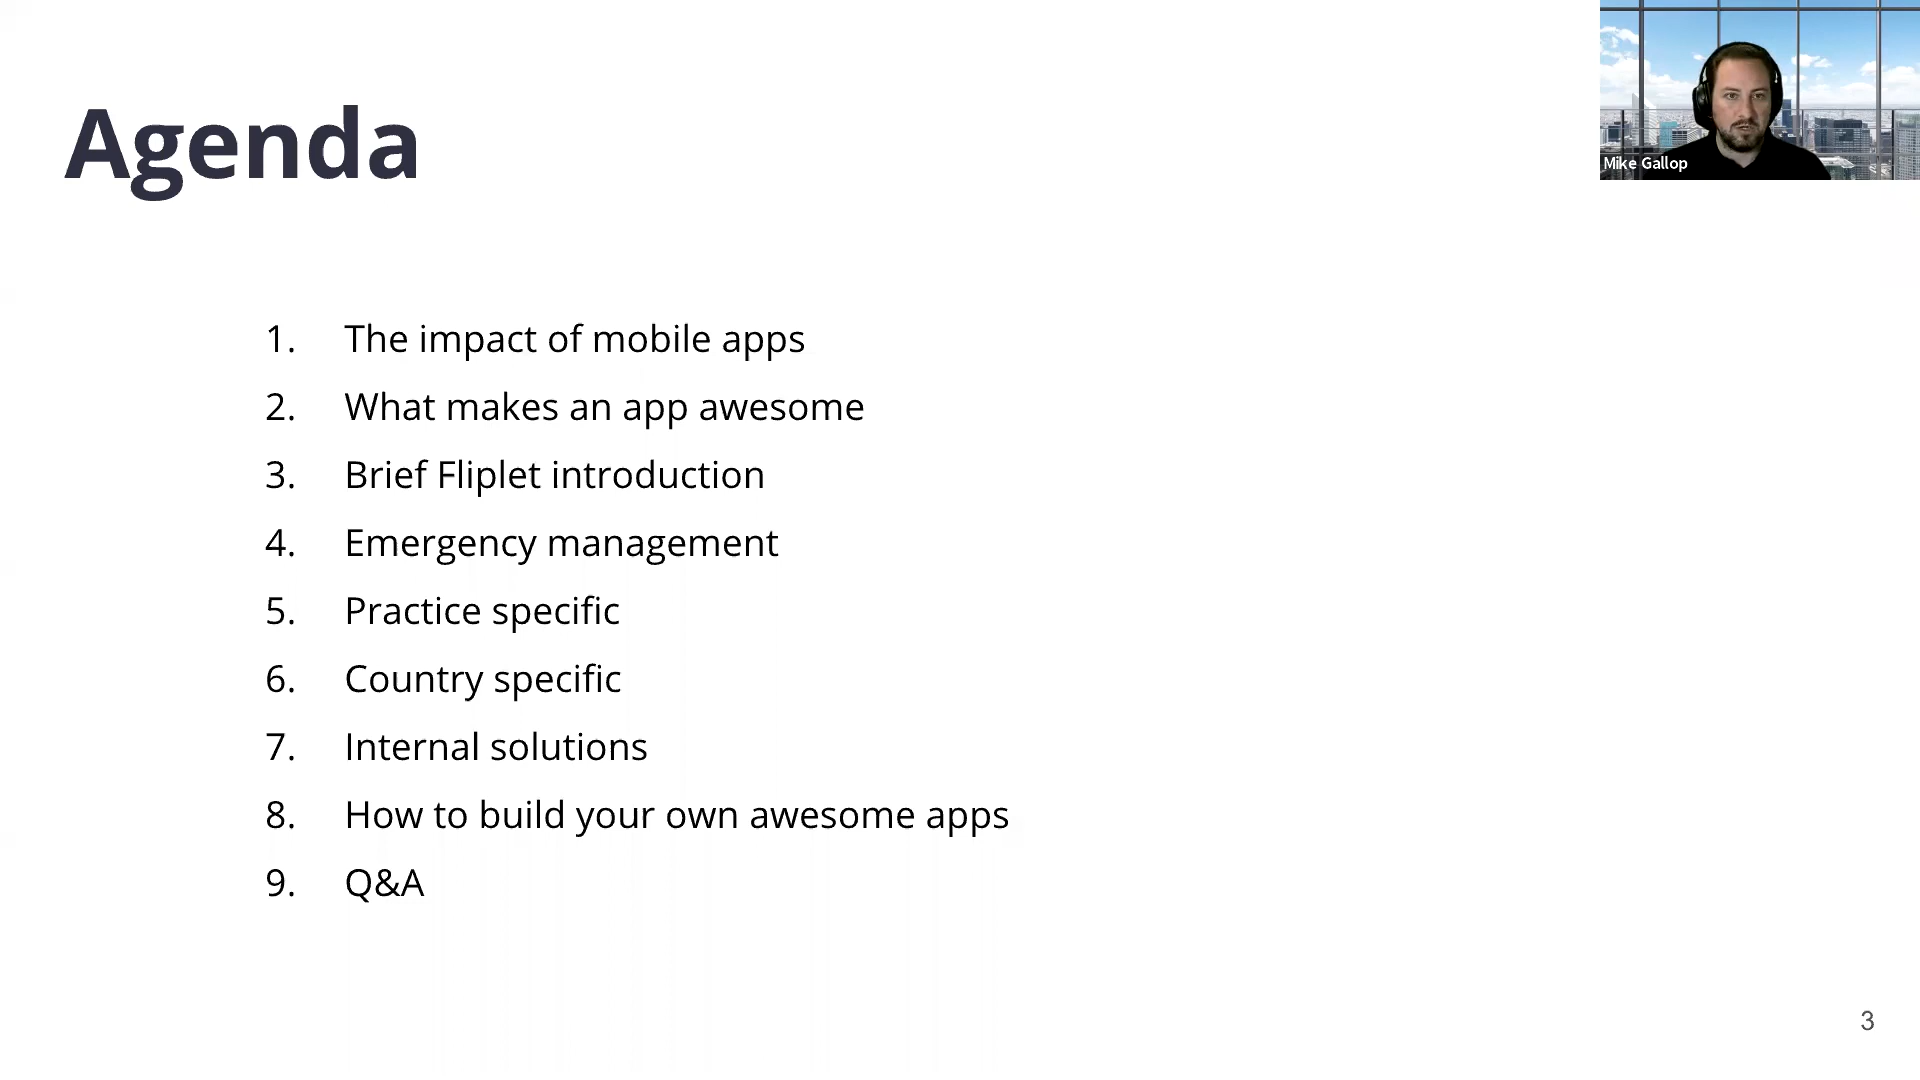 Agenda
Mike Gallop
1. The impact of mobile apps
2. What makes an app awesome
3. Brief Fliplet introduction
4. Emergency management
5. Practice specific
6. Country specific
7. Internal solutions
8. How to build your own awesome apps
9. Q&A
3